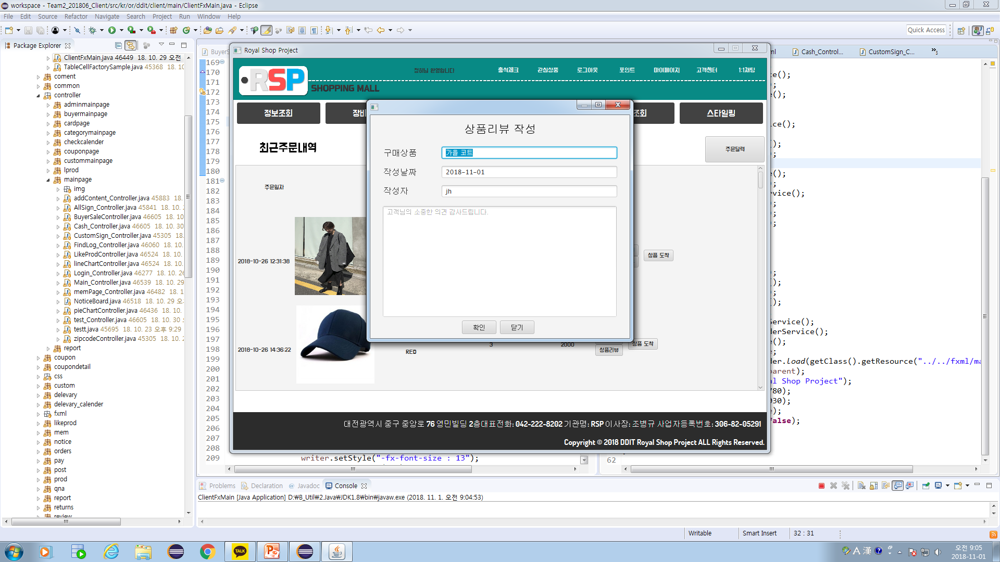 workspace - Team2_201806_Client/src/kr/or/ddit/client/main/ClientFxMain.java - Eclipse
File Edit Source Refactor Navigate Search Project Run Window Help
Quick Access
Package Explorer
ClientFxMain.java 46449 18. 10. 29 오전
TableCellFactorySample.java 45368 18. 10
coment
common
controller
adminmainpage
buyermainpage
cardpage
categorymainpage
checkcalender
couponpage
custommainpage
lprod
mainpage
img
addContent_Controller.java 45883 18.
AllSign_Controller.java 45841 18. 10.
BuyerSaleController.java 46605 18. 10.
Cash_Controller.java 46605 18. 10. 30
CustomSign_Controller.java 45305 18.
FindLog_Controller.java 46060 18. 10.
LikeProdController.java 46524 18. 10.
lineChartController.java 46524 18. 10.
Login_Controller.java 46277 18. 10. 26
Main_Controller.java 46539 18. 10. 29
memPage_Controller.java 46482 18. 1
NoticeBoard.java 46518 18. 10. 29 오
pieChartController.java 46436 18. 10.
test_Controller.java 46605 18. 10. 30
testt.java 45695 18. 10. 23 오후 9:29
zipcodeController.java 45305 18. 10.
report
coupon
coupondetail
css
custom
delevary
delevary_calender
fxml
likeprod
mem
notice
orders
pay
post
prod
qna
report
returns
review
BuyerS
Cash_Control...
CustomSign_C...
169
170
171
172
173
174
175
176
177
178
179
180
181
182
183
184
185
186
187
188
189
190
191
192
193
194
195
196
197
198
199
200
201
202
203
204
205
206
207
208
209
writer.setStyle("-fx-font-size : 13");
Royal Shop Project
RSP
SHOPPING MALL
정하님 환영합니다
출석체크 관심상품 로그아웃 포인트 마이페이지 고객센터 1:1채팅
정보조회 장비 조회 스타일링
최근주문내역
주문달력
주문일자
2018-10-26 12:31:38
상품 도착
2018-10-26 14:36:22
RED
3
2000
상품리뷰
상품 도착
상품리뷰 작성
구매상품 가을 코트
작성날짜 2018-11-01
작성자 jh
고객님의 소중한 의견 감사드립니다.
확인 닫기
대전광역시 중구 중앙로 76 영민빌딩 2층대표전화: 042-222-8202 기관명: RSP 이사장: 조병규 사업자등록번호: 306-82-05291
Copyright © 2018 DDIT Royal Shop Project ALL Rights Reserved.
ce();
e();
ice();
();
e();
rvice();
();
();
ervice();
derService();
e();
der.load(getClass().getResource("../../fxml/ma
parent);
al Shop Project");
780);
030);
e);
false);
62
Problems Declaration Javadoc Console
ClientFxMain [Java Application] D:\B_Util\2.Java\JDK1.8\bin\javaw.exe (2018. 11. 1. 오전 9:04:53)
Writable Smart Insert 32 : 31
TALK
A 漢
오전 9:05
2018-11-01